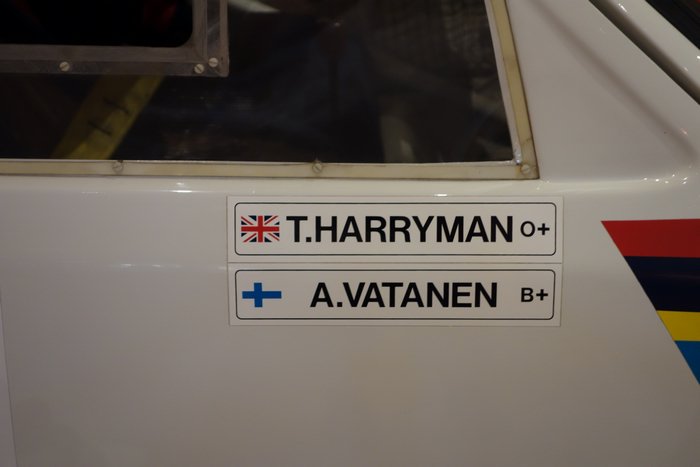 T.HARRYMAN O+
A.VATANEN B+